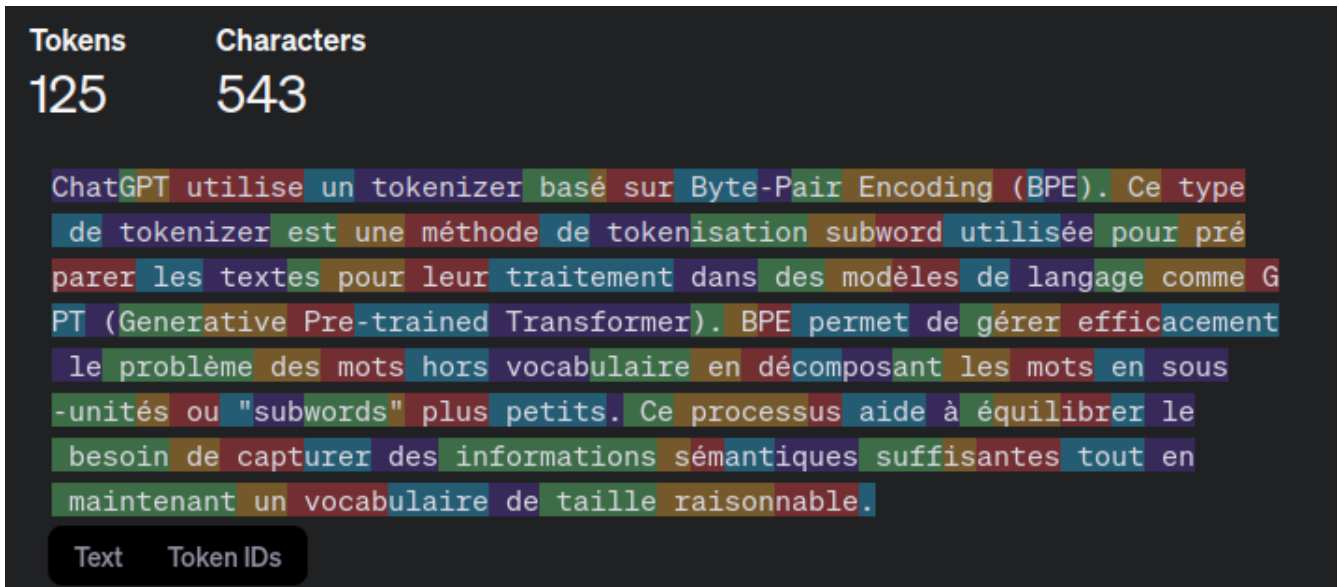 Tokens Characters
125 543
ChatGPT utilise un tokenizer basé sur Byte-Pair Encoding (BPE). Ce type
de tokenizer est une méthode de tokenisation subword utilisée pour pré
parer les textes pour leur traitement dans des modèles de langage comme G
PT (Generative Pre-trained Transformer). BPE permet de gérer efficacement
le problème des mots hors vocabulaire en décomposant les mots en sous
-unités ou "subwords" plus petits. Ce processus aide à équilibrer le
besoin de capturer des informations sémantiques suffisantes tout en
maintenant un vocabulaire de taille raisonnable.
Text Token IDs